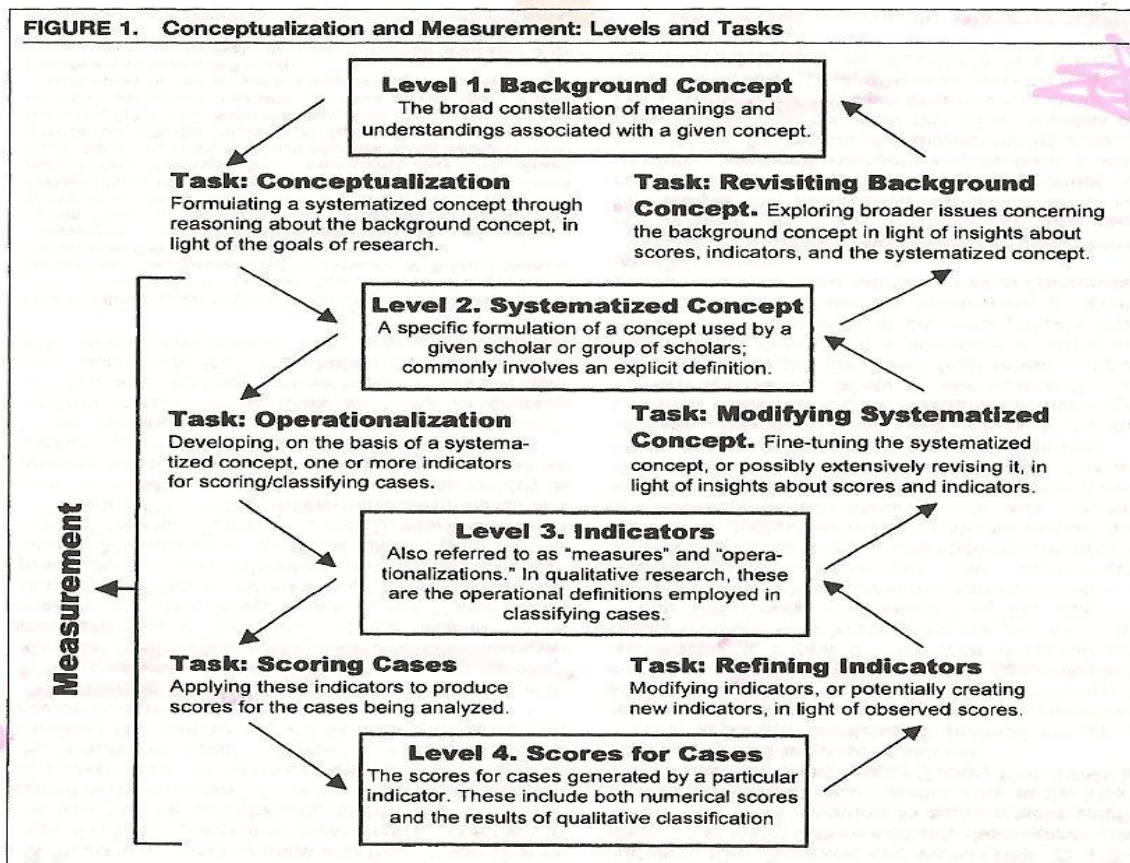 FIGURE 1. Conceptualization and Measurement: Levels and Tasks
Level 1. Background Concept
The broad constellation of meanings and
understandings associated with a given concept.
Task: Conceptualization
Formulating a systematized concept through
reasoning about the background concept, in
light of the goals of research.
Task: Revisiting Background
Concept. Exploring broader issues concerning
the background concept in light of insights about
scores, indicators, and the systematized concept.
Level 2. Systematized Concept
A specific formulation of a concept used by a
given scholar or group of scholars;
commonly involves an explicit definition.
Task: Operationalization
Developing, on the basis of a systema-
tized concept, one or more indicators
for scoring/classifying cases.
Task: Modifying Systematized
Concept. Fine-tuning the systematized
concept, or possibly extensively revising it, in
light of insights about scores and indicators.
Measurement
Level 3. Indicators
Also referred to as "measures" and "opera-
tionalizations." In qualitative research, these
are the operational definitions employed in
classifying cases.
Task: Scoring Cases
Applying these indicators to produce
scores for the cases being analyzed.
Task: Refining Indicators
Modifying indicators, or potentially creating
new indicators, in light of observed scores.
Level 4. Scores for Cases
The scores for cases generated by a particular
indicator. These include both numerical scores
and the results of qualitative classification